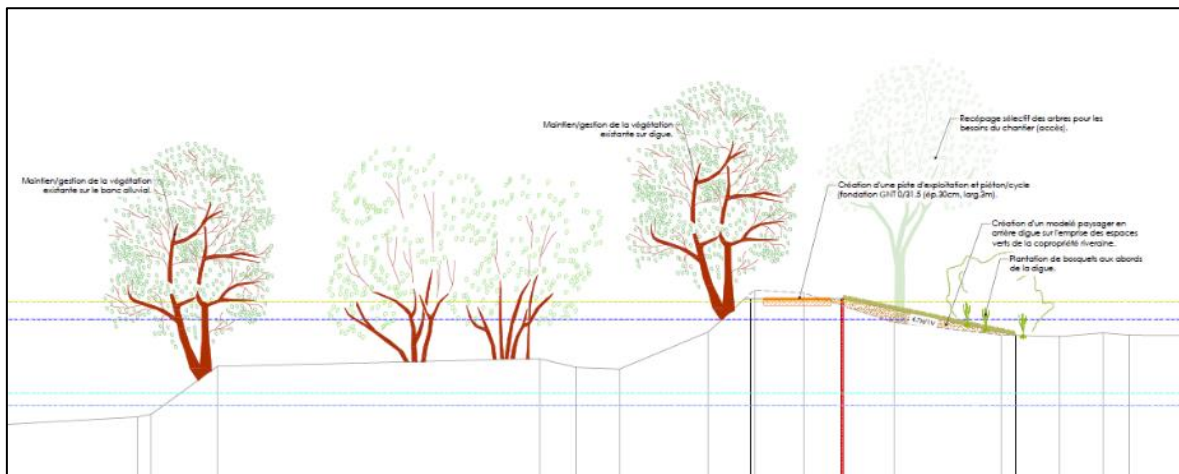 Maintien/gestion de la végétation
existante sur le banc alluvial.
Maintien/gestion de la végétation
existante sur digue.
Recépage sélectif des arbres pour les
besoins du chantier (accès).
Création d'une piste d'exploitation et piéton/cycle
(fondation GNT 0/31.5 (ép.30cm, larg.3m).
Création d'un modelé paysager en
arrière digue sur l'emprise des espaces
verts de la copropriété riveraine.
Plantation de bosquets aux abords
de la digue.